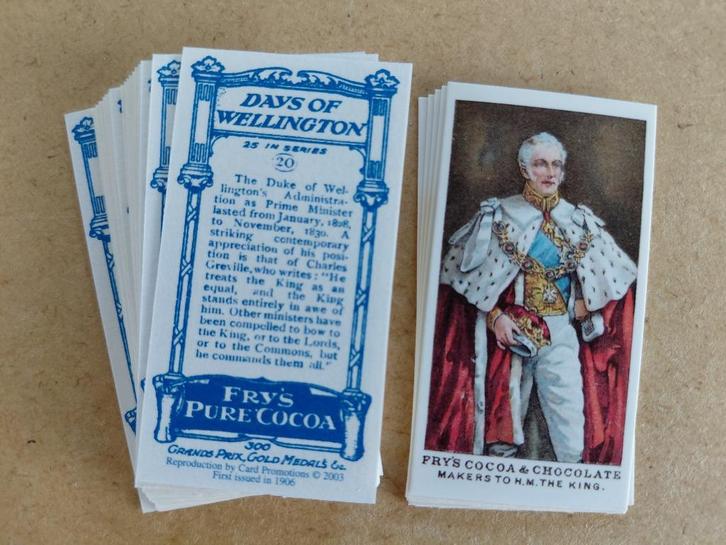 DAYS OF
WELLINGTON
25 IN SERIES
20
The Duke of Wel-
lington's Administra-
tion as Prime Minister
lasted from January, 1828,
to November, 1830. A
striking contemporary
appreciation of his posi-
tion is that of Charles
Greville, who writes: "He
treats the King as an
equal, and the King
stands entirely in awe of
him. Other ministers have
been compelled to bow to
the King, or to the Lords,
or to the Commons, but
he commands them all."
FRY'S
PURE COCOA
300
GRANDS PRIX, GOLD MEDALS &c.
Reproduction by Card Promotions © 2003
First issued in 1906
FRY'S COCOA & CHOCOLATE
MAKERS TO H.M. THE KING.